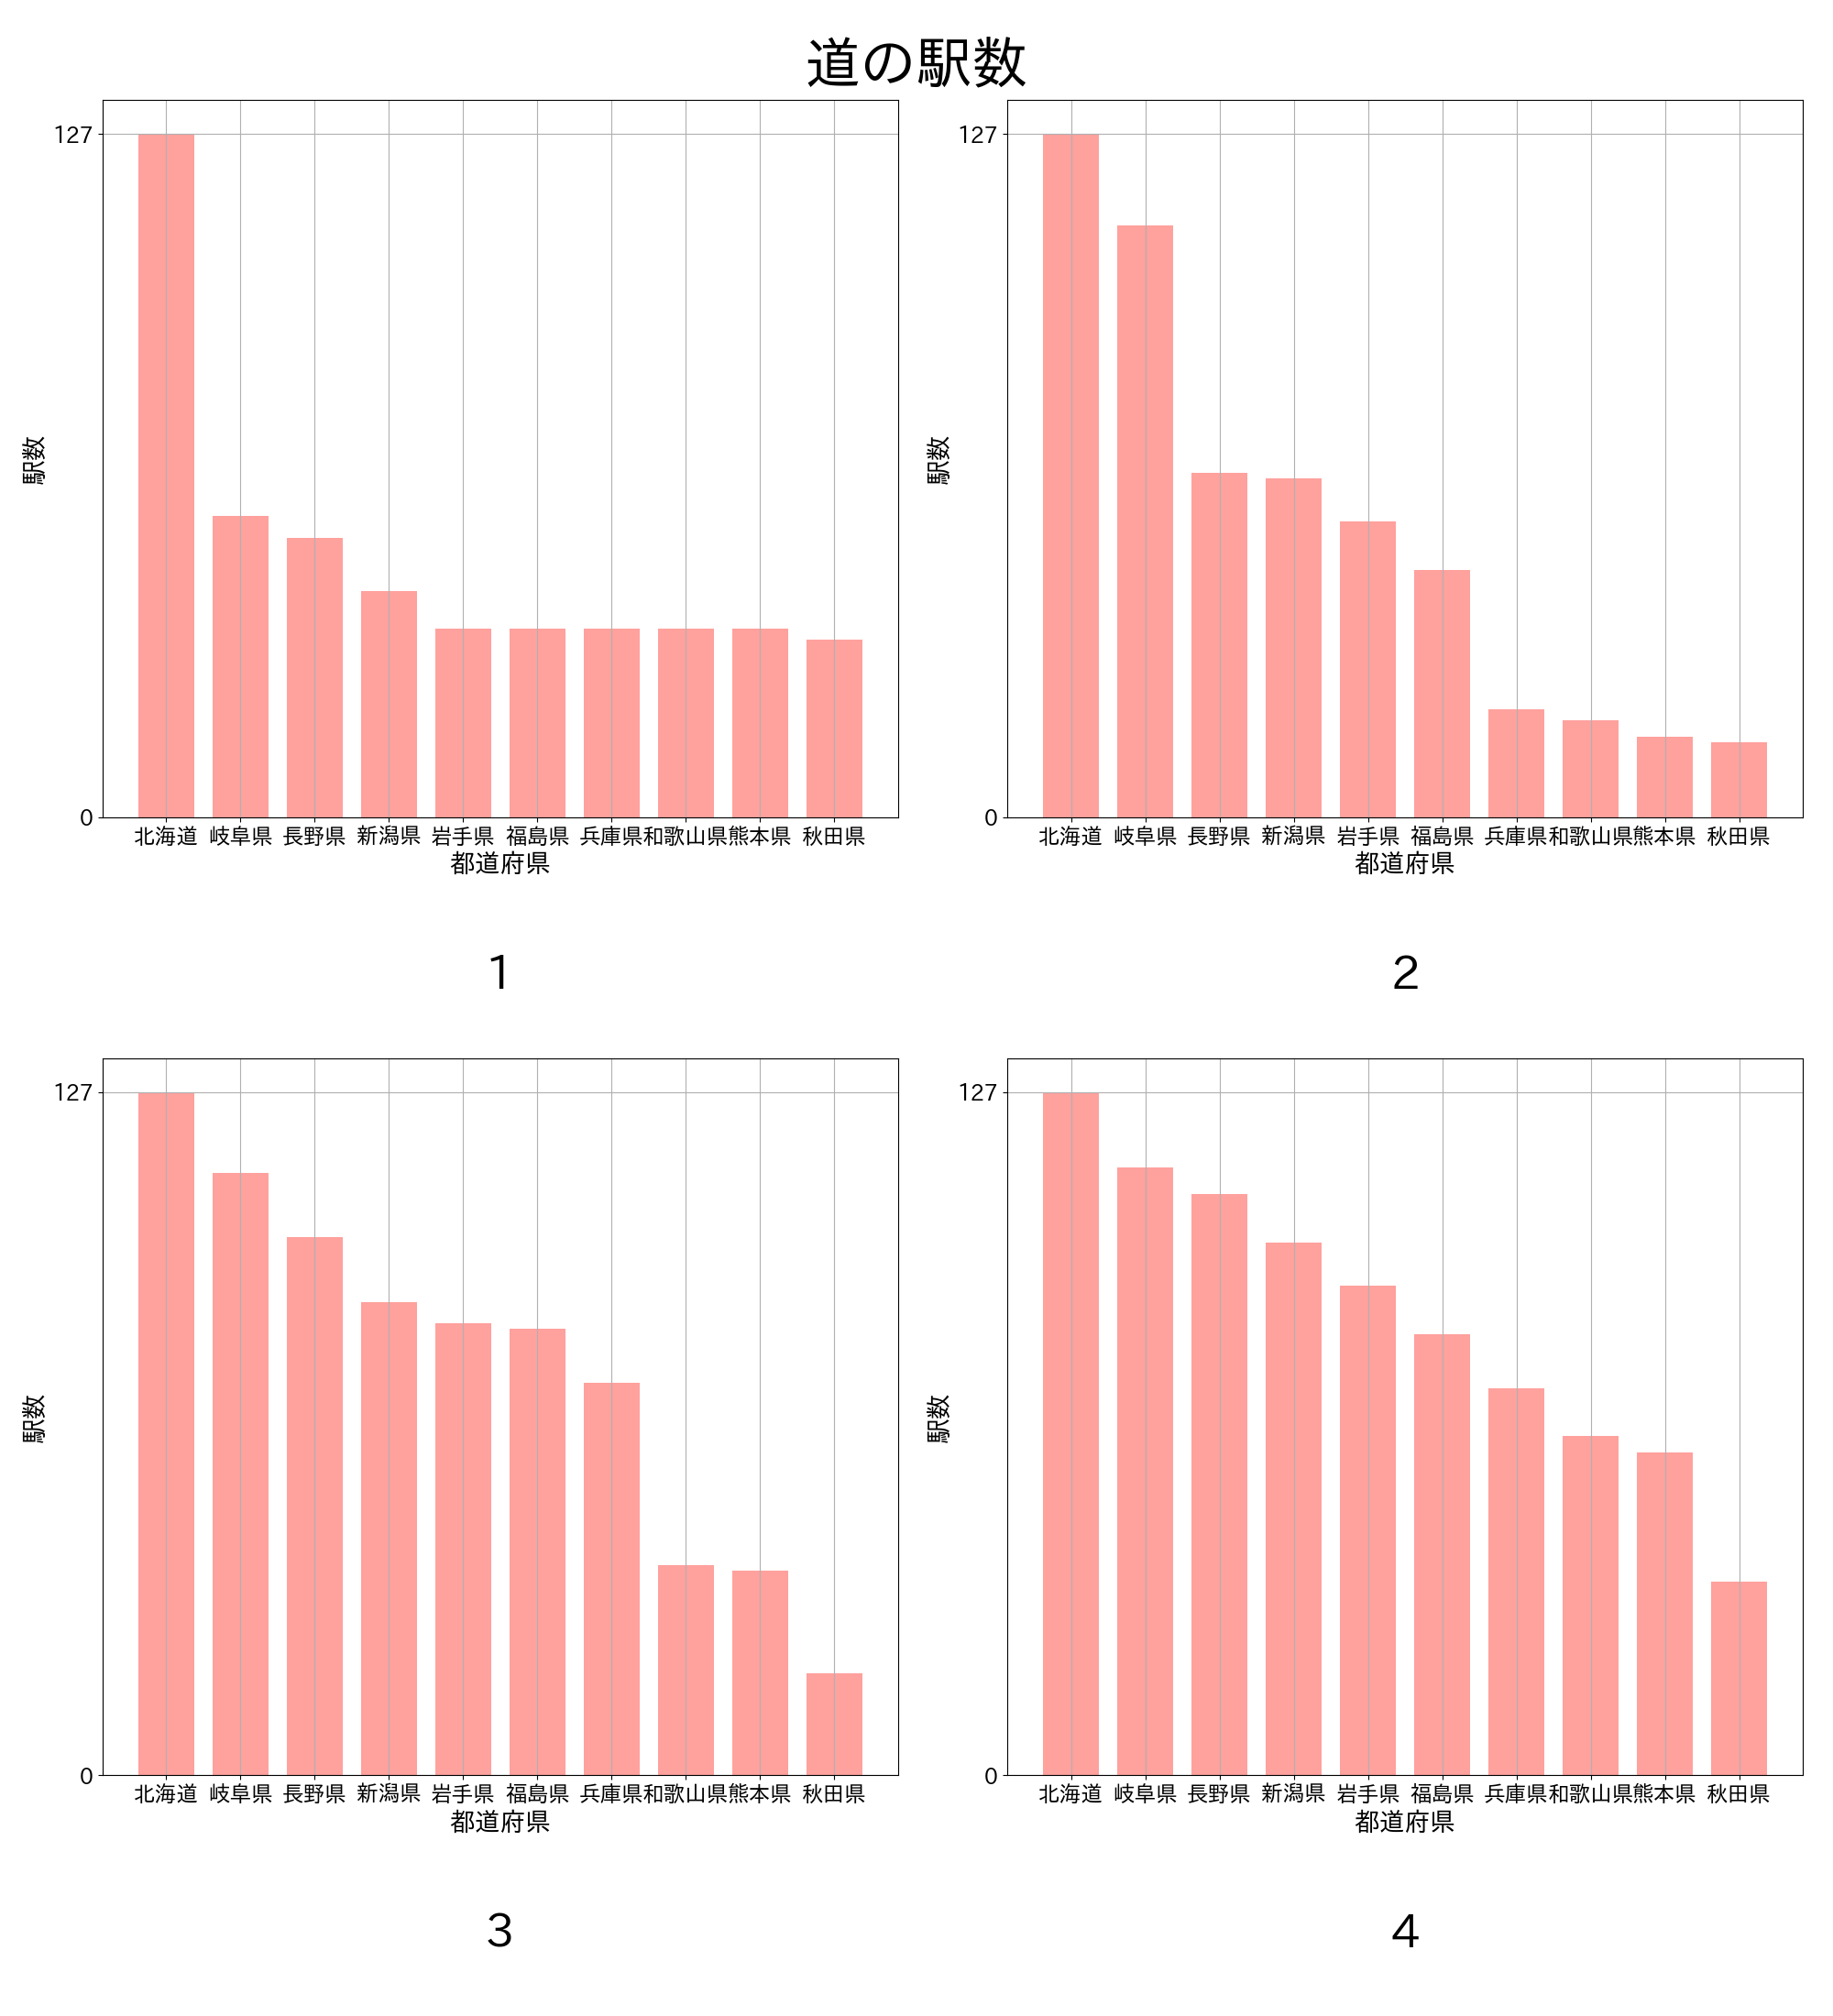 道の駅数
127
0
駅数
北海道 岐阜県 長野県 新潟県 岩手県 福島県 兵庫県 和歌山県 熊本県 秋田県
都道府県
1
127
0
駅数
北海道 岐阜県 長野県 新潟県 岩手県 福島県 兵庫県 和歌山県 熊本県 秋田県
都道府県
2
127
0
駅数
北海道 岐阜県 長野県 新潟県 岩手県 福島県 兵庫県 和歌山県 熊本県 秋田県
都道府県
3
127
0
駅数
北海道 岐阜県 長野県 新潟県 岩手県 福島県 兵庫県 和歌山県 熊本県 秋田県
都道府県
4